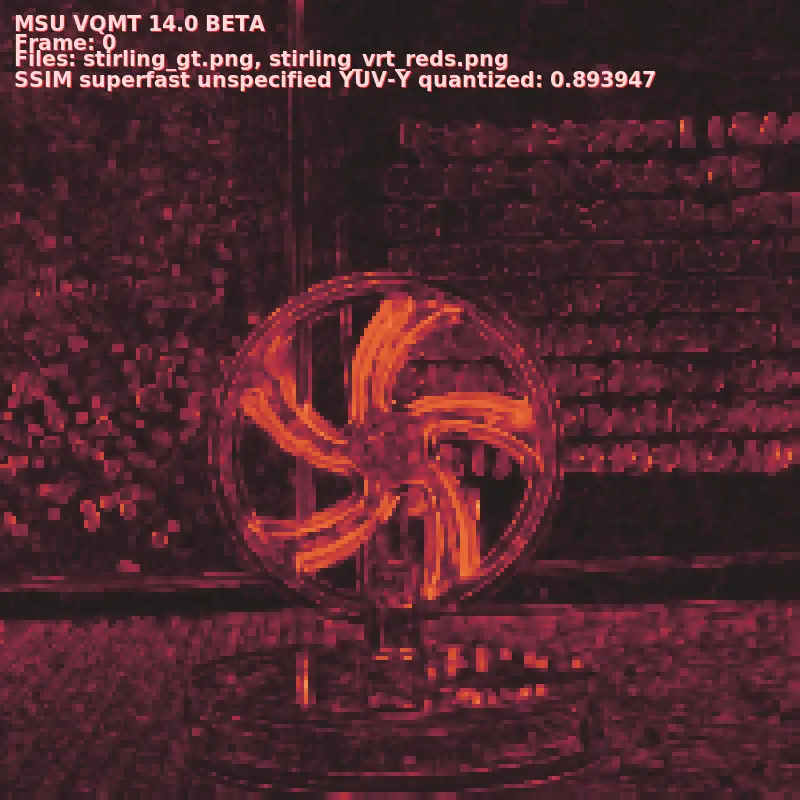 MSU VQMT 14.0 BETA
Frame: 0
Files: stirling_gt.png, stirling_vrt_reds.png
SSIM superfast unspecified YUV-Y quantized: 0.893947